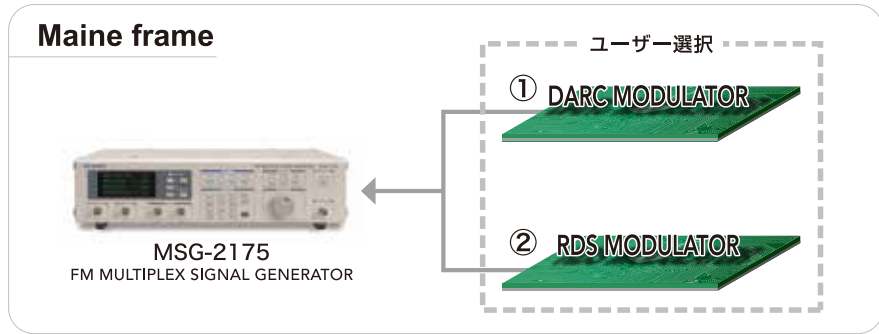 Maine frame
ユーザー選択
① DARC MODULATOR
② RDS MODULATOR
MSG-2175
FM MULTIPLEX SIGNAL GENERATOR